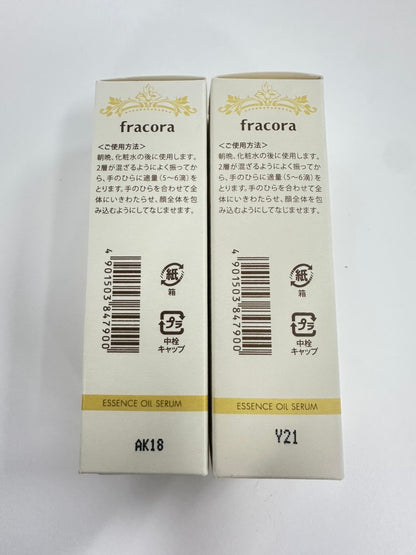 fracora
<ご使用方法>
朝晩、化粧水の後に使用します。
2層が混ざるようによく振ってか
ら、手のひらに適量(5〜6滴)を
とります。手のひらを合わせて全
体にいきわたらせ、顔全体を包
み込むようにしてなじませます。
4901503847900
紙
箱
プラ
中栓
キャップ
ESSENCE OIL SERUM
AK18
fracora
<ご使用方法>
朝晩、化粧水の後に使用します。
2層が混ざるようによく振ってか
ら、手のひらに適量(5〜6滴)を
とります。手のひらを合わせて全
体にいきわたらせ、顔全体を包
み込むようにしてなじませます。
4901503847900
紙
箱
プラ
中栓
キャップ
ESSENCE OIL SERUM
Y21